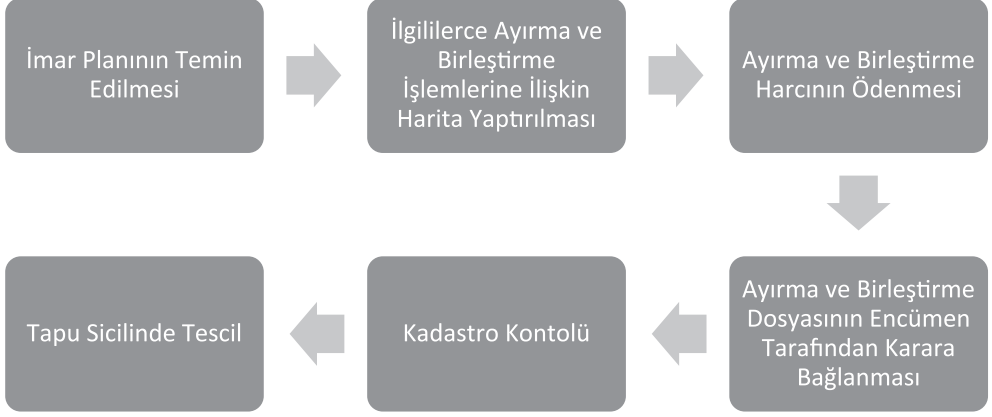 İmar Planının Temin
Edilmesi
İlgililerce Ayırma ve
Birleştirme
İşlemlerine İlişkin
Harita Yaptırılması
Ayırma ve Birleştirme
Harcının Ödenmesi
Ayırma ve Birleştirme
Dosyasının Encümen
Tarafından Karara
Bağlanması
Kadastro Kontolü
Tapu Sicilinde Tescil